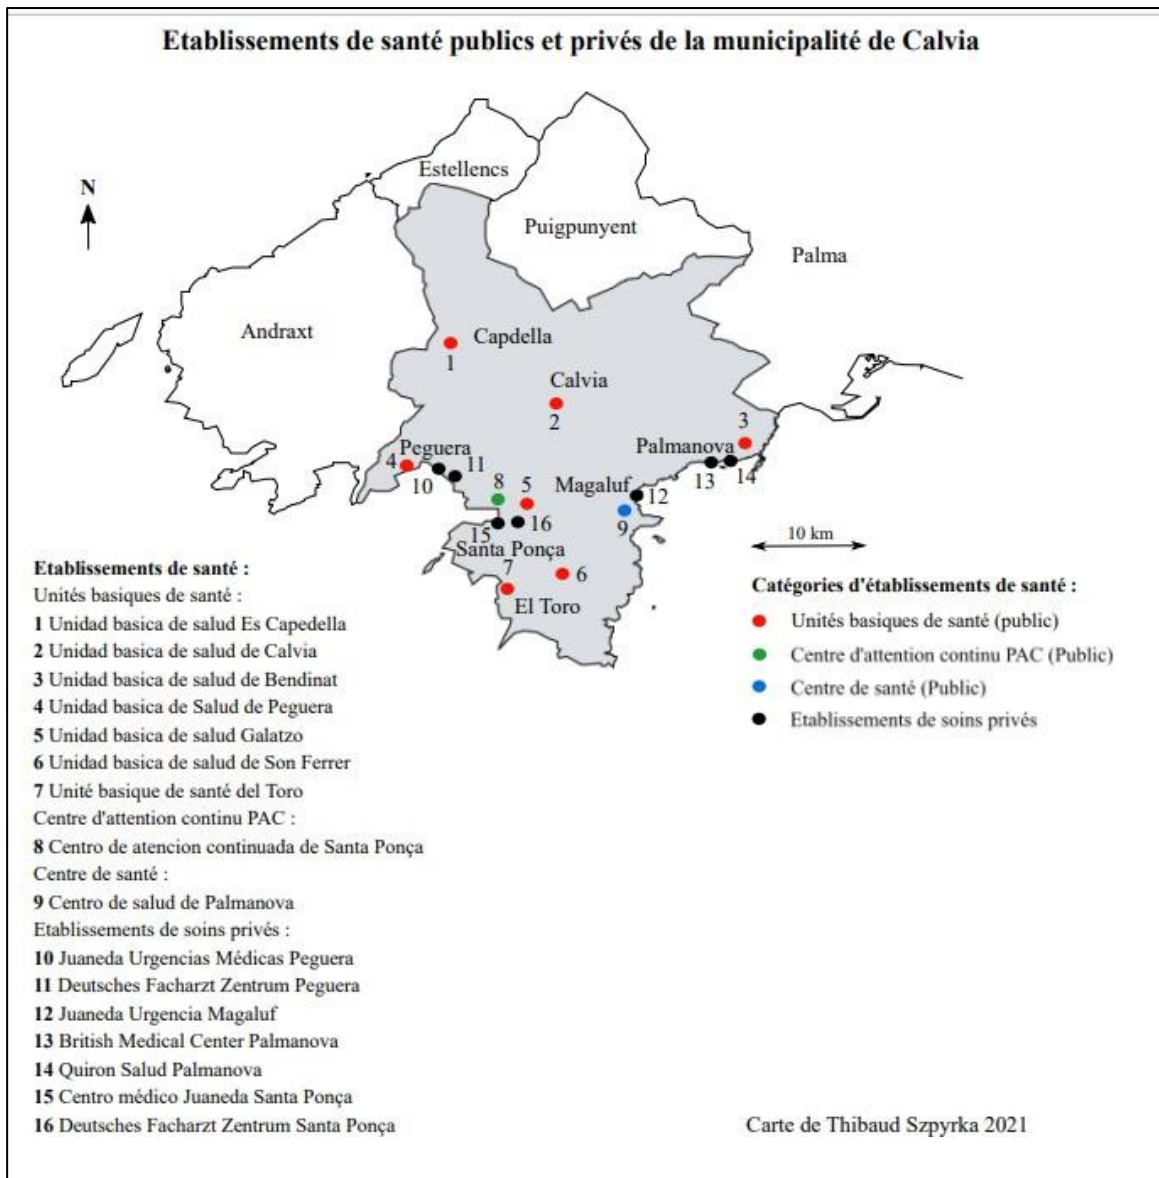 Etablissements de santé publics et privés de la municipalité de Calvia
Estellencs
N
Puigpunyent
Palma
Andraxt
Capdella
1
Calvia
2
3
Peguera
Palmanova
4
10
11
13
14
8
5
Magaluf
12
9
15
16
Santa Ponça
7
6
El Toro
10 km
Etablissements de santé :
Unités basiques de santé :
1 Unidad basica de salud Es Capedella
2 Unidad basica de salud de Calvia
3 Unidad basica de salud de Bendinat
4 Unidad basica de Salud de Peguera
5 Unidad basica de salud Galatzo
6 Unidad basica de salud de Son Ferrer
7 Unité basique de santé del Toro
Centre d'attention continu PAC :
8 Centro de atencion continuada de Santa Ponça
Centre de santé :
9 Centro de salud de Palmanova
Etablissements de soins privés :
10 Juaneda Urgencias Médicas Peguera
11 Deutsches Facharzt Zentrum Peguera
12 Juaneda Urgencia Magaluf
13 British Medical Center Palmanova
14 Quiron Salud Palmanova
15 Centro médico Juaneda Santa Ponça
16 Deutsches Facharzt Zentrum Santa Ponça
Catégories d'établissements de santé :
Unités basiques de santé (public)
Centre d'attention continu PAC (Public)
Centre de santé (Public)
Etablissements de soins privés
Carte de Thibaud Szpyrka 2021